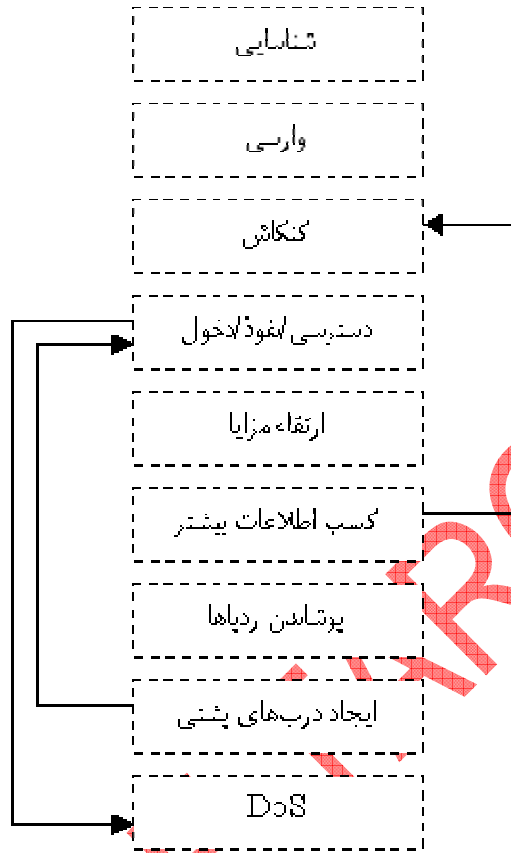 شناسایی
وارسی
کنکاش
دسترسی/نفوذ/دخول
ارتقاء مزایا
کسب اطلاعات بیشتر
پوشاندن ردپاها
ایجاد درب‌های پشتی
DoS